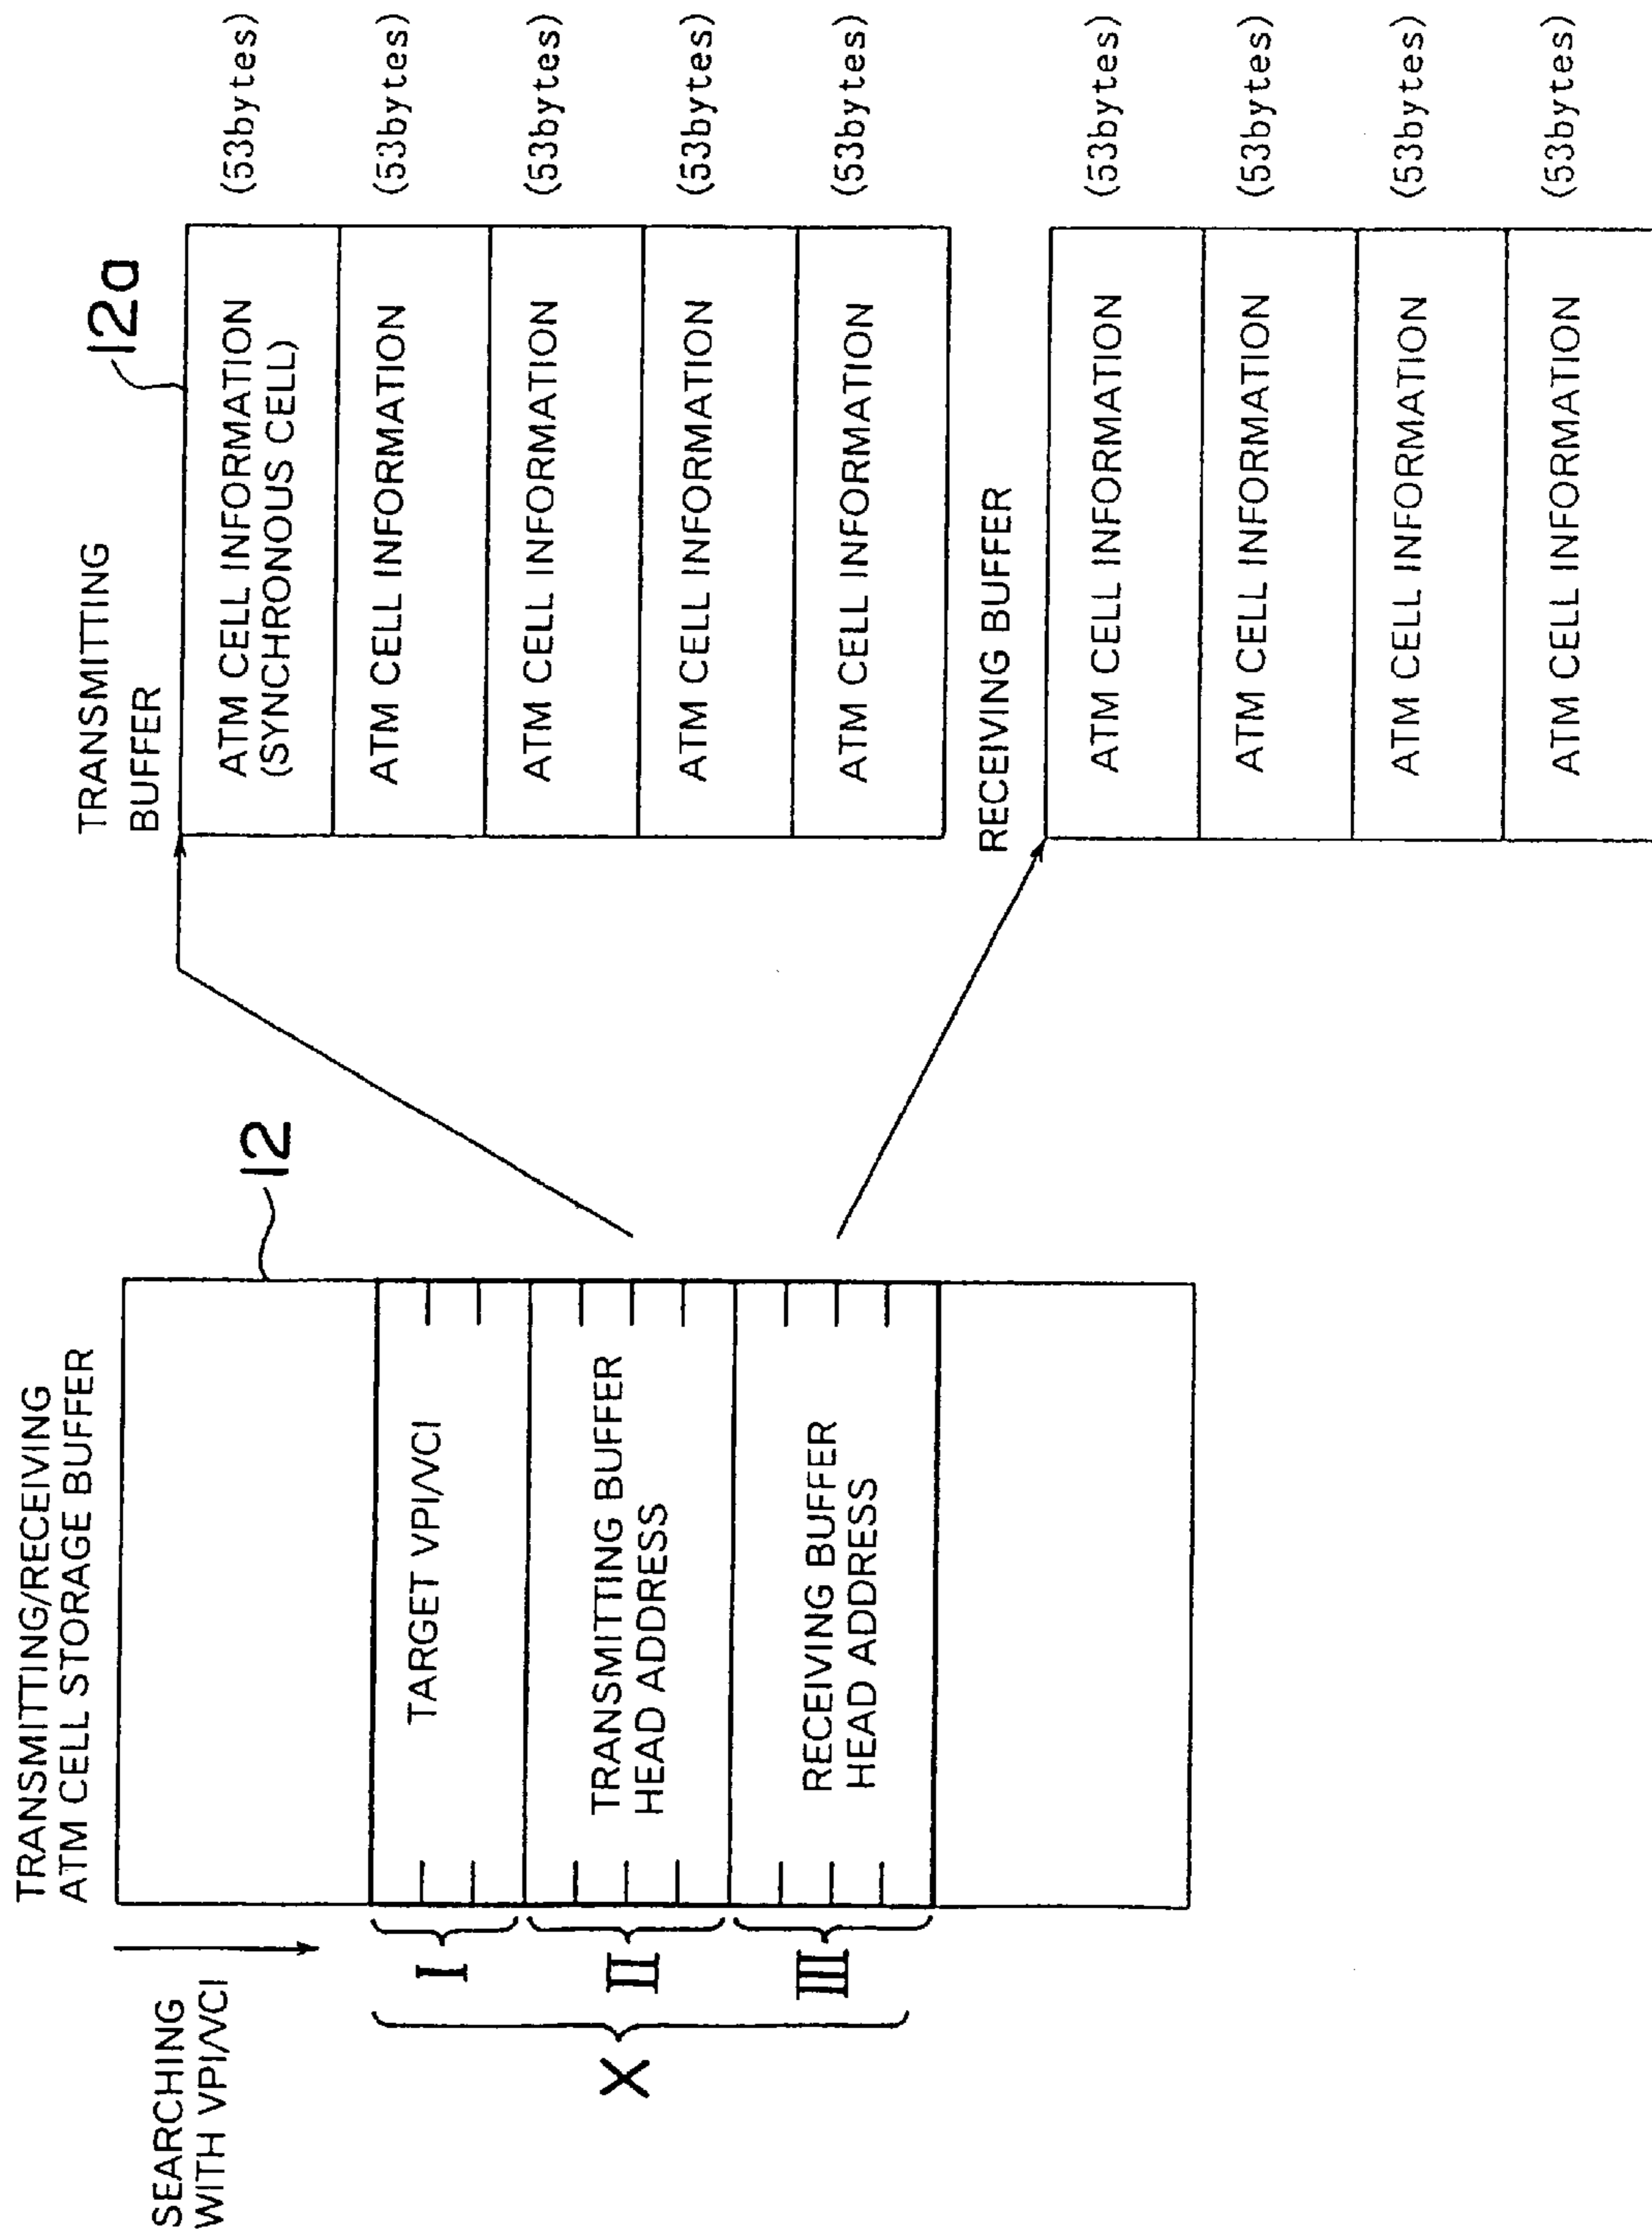 TRANSMITTING/RECEIVING
ATM CELL STORAGE BUFFER
12
SEARCHING
WITH VPI/VCI
X
I
II
III
TARGET VPI/VCI
TRANSMITTING BUFFER
HEAD ADDRESS
RECEIVING BUFFER
HEAD ADDRESS
TRANSMITTING
BUFFER
12a
ATM CELL INFORMATION
(SYNCHRONOUS CELL)
(53bytes)
ATM CELL INFORMATION
(53bytes)
ATM CELL INFORMATION
(53bytes)
ATM CELL INFORMATION
(53bytes)
ATM CELL INFORMATION
(53bytes)
RECEIVING BUFFER
ATM CELL INFORMATION
(53bytes)
ATM CELL INFORMATION
(53bytes)
ATM CELL INFORMATION
(53bytes)
ATM CELL INFORMATION
(53bytes)